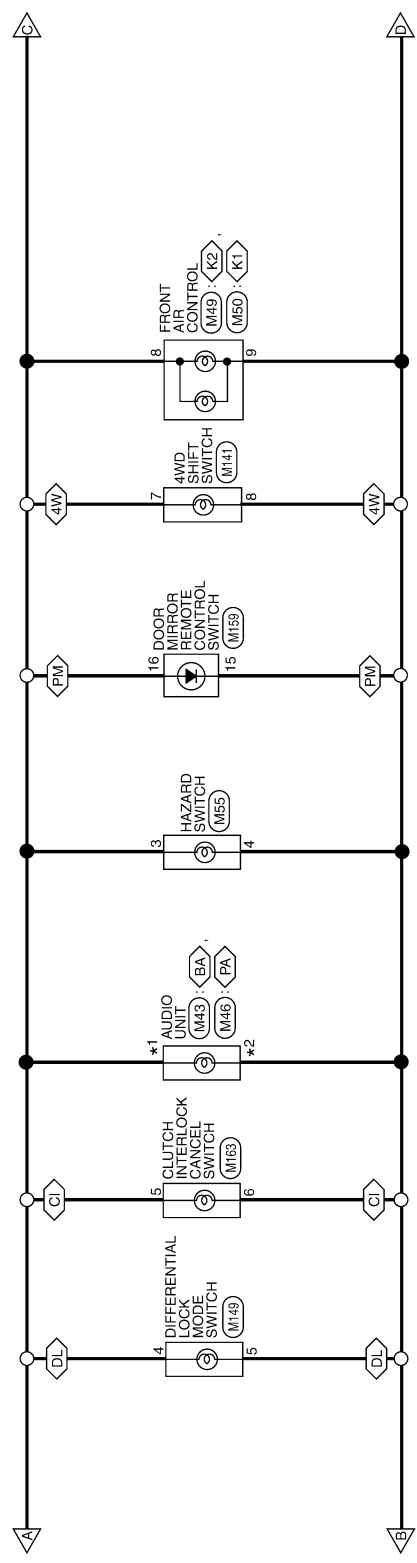 A
B
DL
4
DIFFERENTIAL
LOCK
MODE
SWITCH
M149
5
DL
CI
5
CLUTCH
INTERLOCK
CANCEL
SWITCH
M163
6
CI
*1
AUDIO
UNIT
M43 : BA ,
M46 : PA
*2
3
HAZARD
SWITCH
M55
4
PM
16
DOOR
MIRROR
REMOTE
CONTROL
SWITCH
M159
15
PM
4W
7
4WD
SHIFT
SWITCH
M141
8
4W
8
FRONT
AIR
CONTROL
M49 : K2 ,
M50 : K1
9
C
D